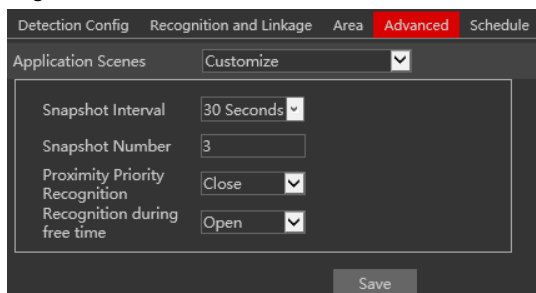 Detection Config Recognition and Linkage Area Advanced Schedule
Application Scenes Customize
Snapshot Interval 30 Seconds
Snapshot Number 3
Proximity Priority
Recognition Close
Recognition during
free time Open
Save